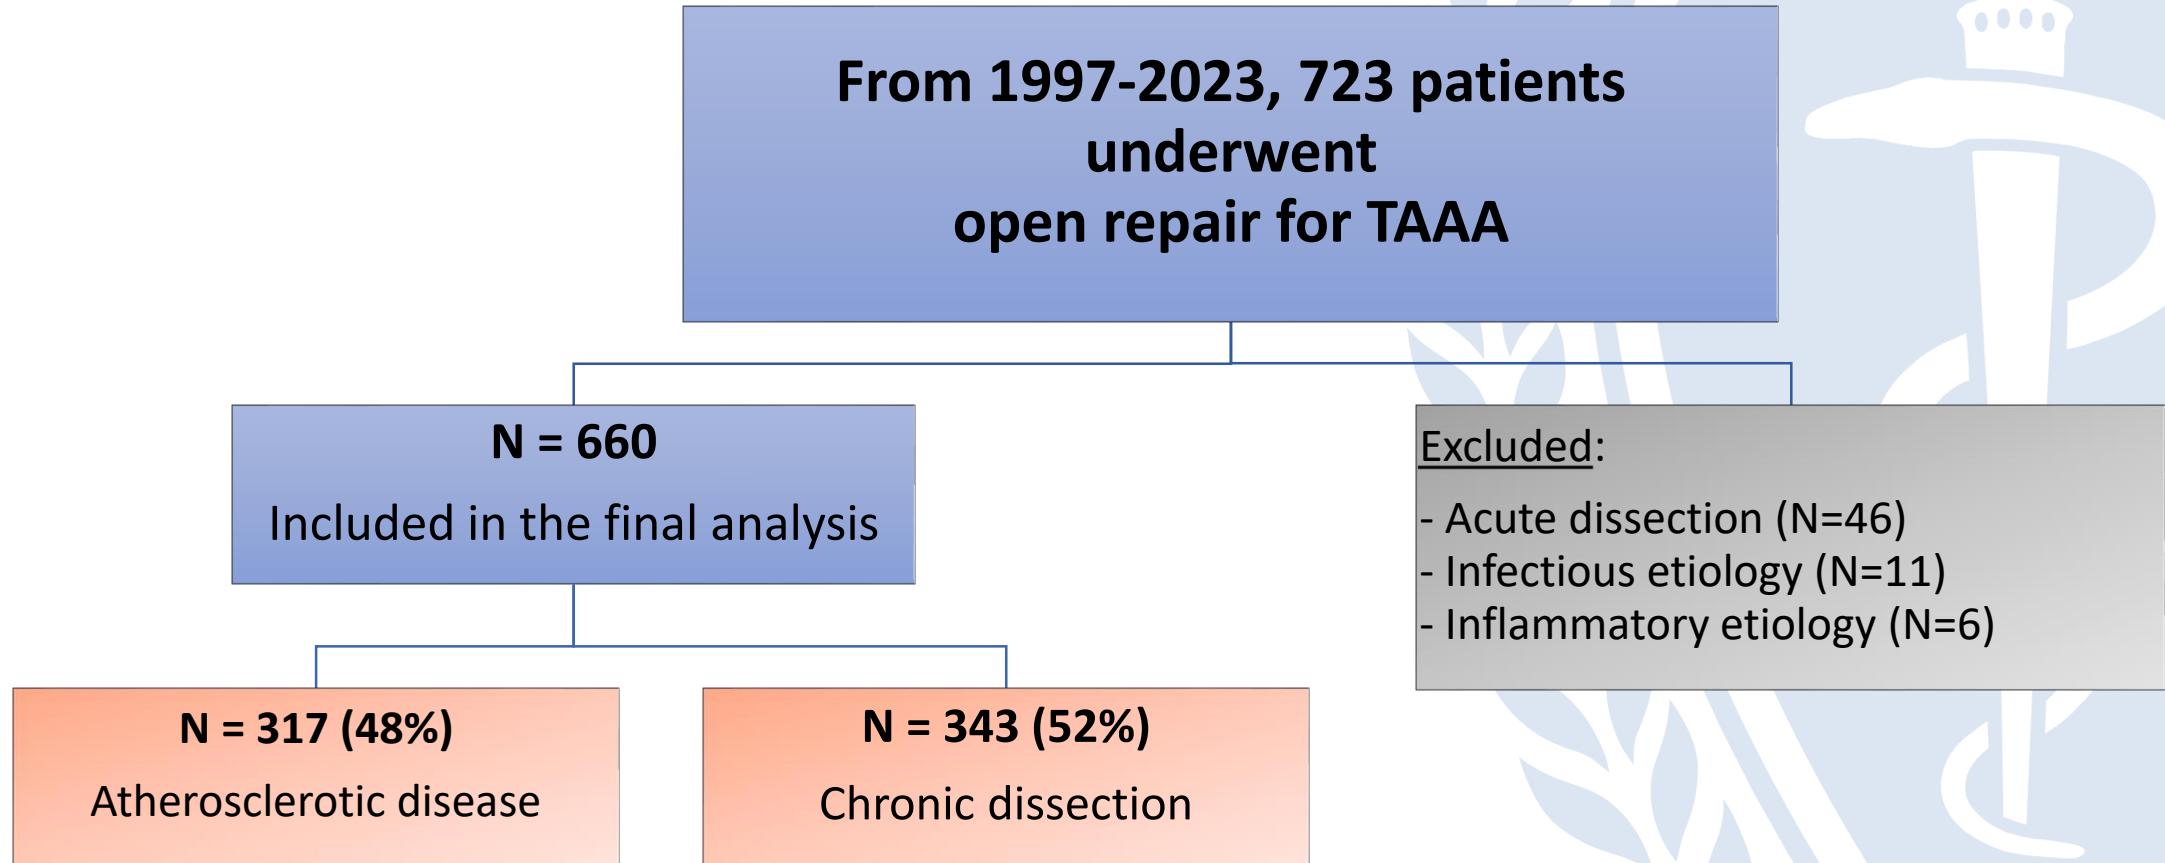 From 1997-2023, 723 patients
underwent
open repair for TAAA
N = 660
Included in the final analysis
Excluded:
- Acute dissection (N=46)
- Infectious etiology (N=11)
- Inflammatory etiology (N=6)
N = 317 (48%)
Atherosclerotic disease
N = 343 (52%)
Chronic dissection